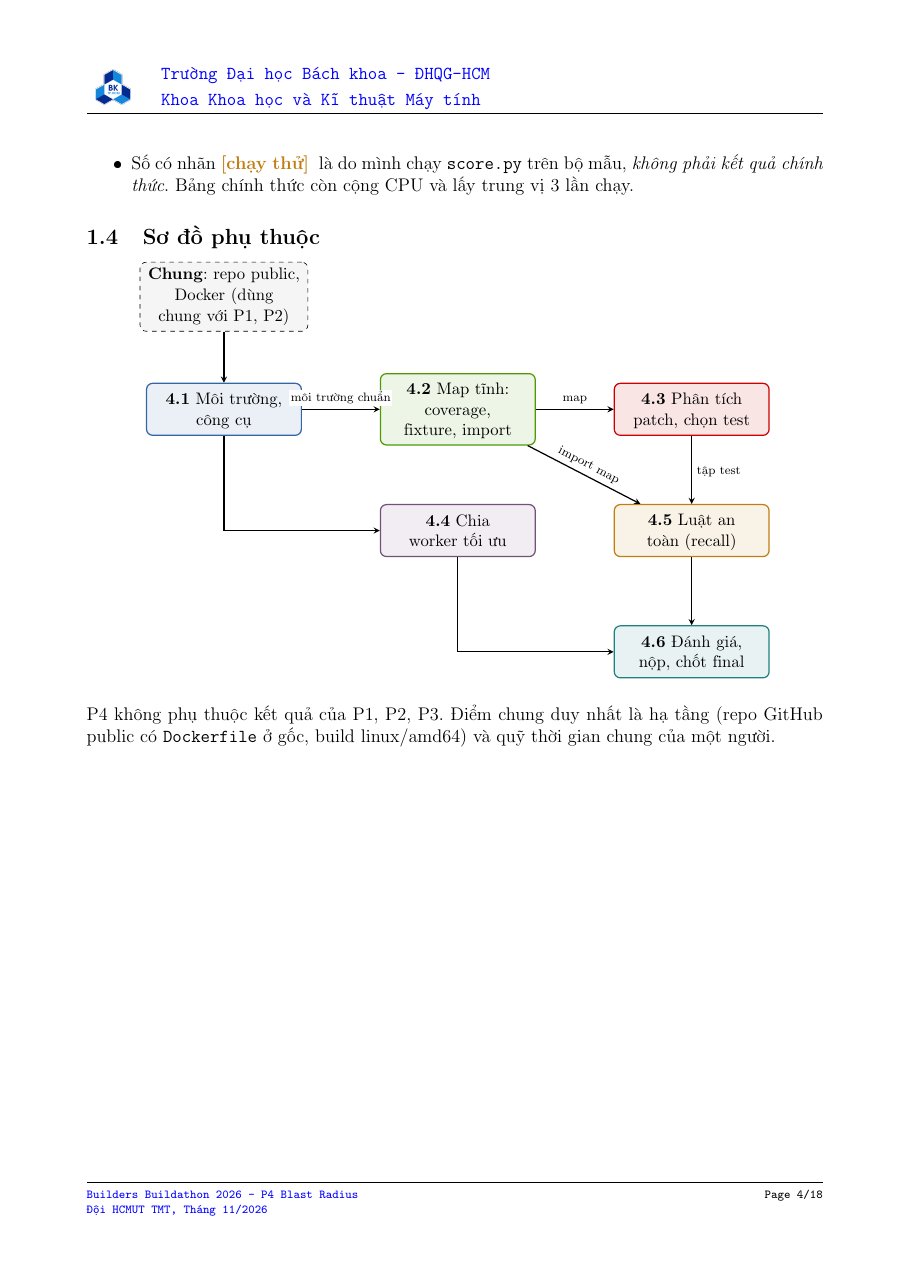 BK
Trường Đại học Bách khoa - ĐHQG-HCM
Khoa Khoa học và Kĩ thuật Máy tính
• Số có nhãn [chạy thử] là do mình chạy score.py trên bộ mẫu, không phải kết quả chính
thức. Bảng chính thức còn cộng CPU và lấy trung vị 3 lần chạy.
1.4 Sơ đồ phụ thuộc
Chung: repo public,
Docker (dùng
chung với P1, P2)
4.1 Môi trường,
công cụ
môi trường chuẩn
4.2 Map tĩnh:
coverage,
fixture, import
map
4.3 Phân tích
patch, chọn test
import map
tập test
4.4 Chia
worker tối ưu
4.5 Luật an
toàn (recall)
4.6 Đánh giá,
nộp, chốt final
P4 không phụ thuộc kết quả của P1, P2, P3. Điểm chung duy nhất là hạ tầng (repo GitHub
public có Dockerfile ở gốc, build linux/amd64) và quỹ thời gian chung của một người.
Builders Buildathon 2026 - P4 Blast Radius
Đội HCMUT TMT, Tháng 11/2026
Page 4/18